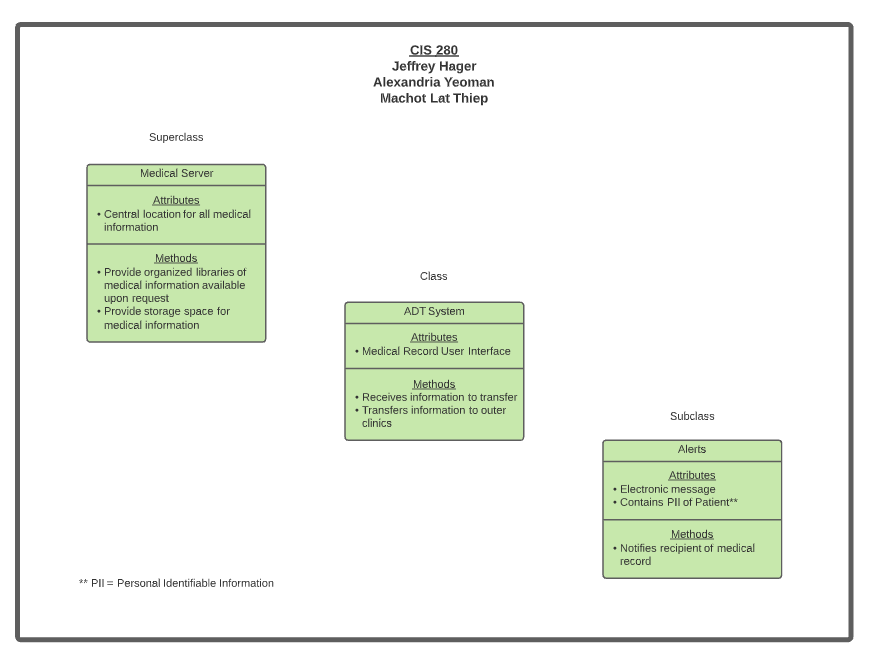 CIS 280
Jeffrey Hager
Alexandria Yeoman
Machot Lat Thiep
Superclass
Medical Server
Attributes
• Central location for all medical
information
Methods
• Provide organized libraries of
medical information available
upon request
• Provide storage space for
medical information
Class
ADT System
Attributes
• Medical Record User Interface
Methods
• Receives information to transfer
• Transfers information to outer
clinics
Subclass
Alerts
Attributes
• Electronic message
• Contains PII of Patient**
Methods
• Notifies recipient of medical
record
** PII = Personal Identifiable Information